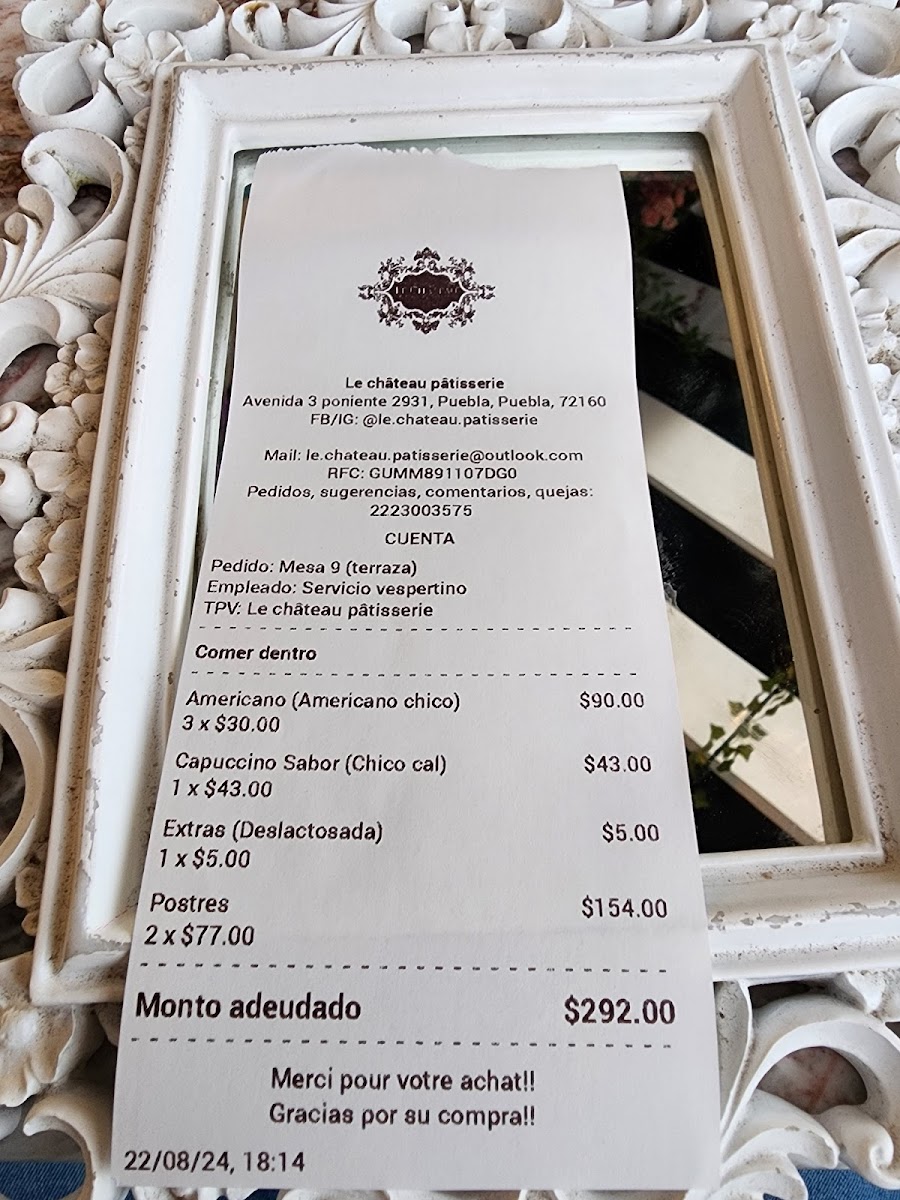 Le château pâtisserie
Avenida 3 poniente 2931, Puebla, Puebla, 72160
FB/IG: @le.chateau.patisserie
Mail: le.chateau.patisserie@outlook.com
RFC: GUMM891107DG0
Pedidos, sugerencias, comentarios, quejas:
2223003575
CUENTA
Pedido: Mesa 9 (terraza)
Empleado: Servicio vespertino
TPV: Le château pâtisserie
Comer dentro
Americano (Americano chico) $90.00
3 x $30.00
Capuccino Sabor (Chico cal) $43.00
1 x $43.00
Extras (Deslactosada) $5.00
1 x $5.00
Postres $154.00
2 x $77.00
Monto adeudado $292.00
Merci pour votre achat!!
Gracias por su compra!!
22/08/24, 18:14